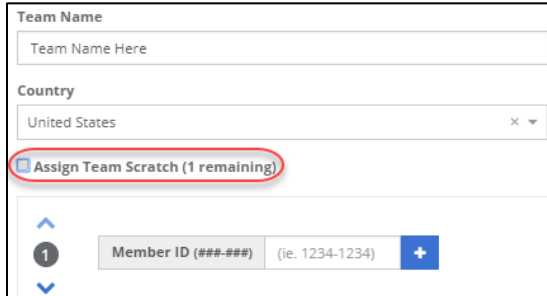 Team Name
Team Name Here
Country
United States
Assign Team Scratch (1 remaining)
1 Member ID (###-###) (ie. 1234-1234) +